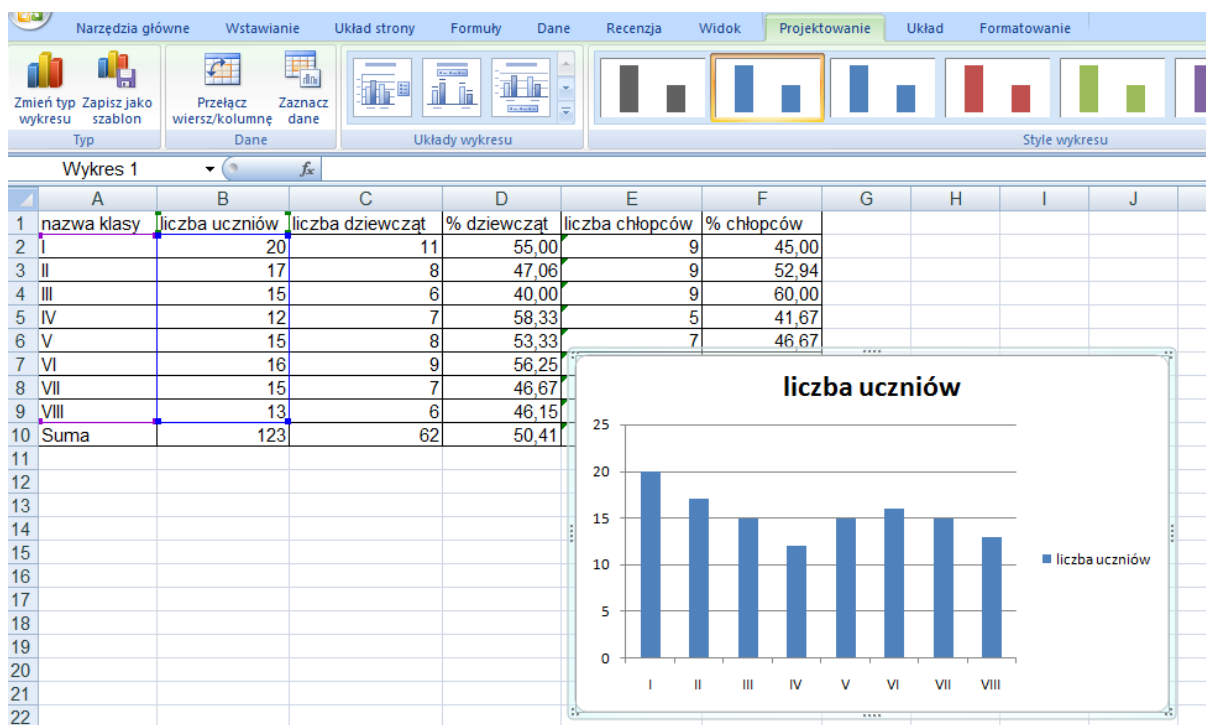 Narzędzia główne Wstawianie Układ strony Formuły Dane Recenzja Widok Projektowanie Układ Formatowanie
Zmień typ wykresu Zapisz jako szablon Przełącz wiersz/kolumnę Zaznacz dane
Typ Dane Układy wykresu Style wykresu
Wykres 1 fx
A B C D E F G H I J
1 nazwa klasy liczba uczniów liczba dziewcząt % dziewcząt liczba chłopców % chłopców
2 I 20 11 55,00 9 45,00
3 II 17 8 47,06 9 52,94
4 III 15 6 40,00 9 60,00
5 IV 12 7 58,33 5 41,67
6 V 15 8 53,33 7 46,67
7 VI 16 9 56,25
8 VII 15 7 46,67
9 VIII 13 6 46,15
10 Suma 123 62 50,41
11
12
13
14
15
16
17
18
19
20
21
22
liczba uczniów
25
20
15
10
5
0
I II III IV V VI VII VIII
liczba uczniów